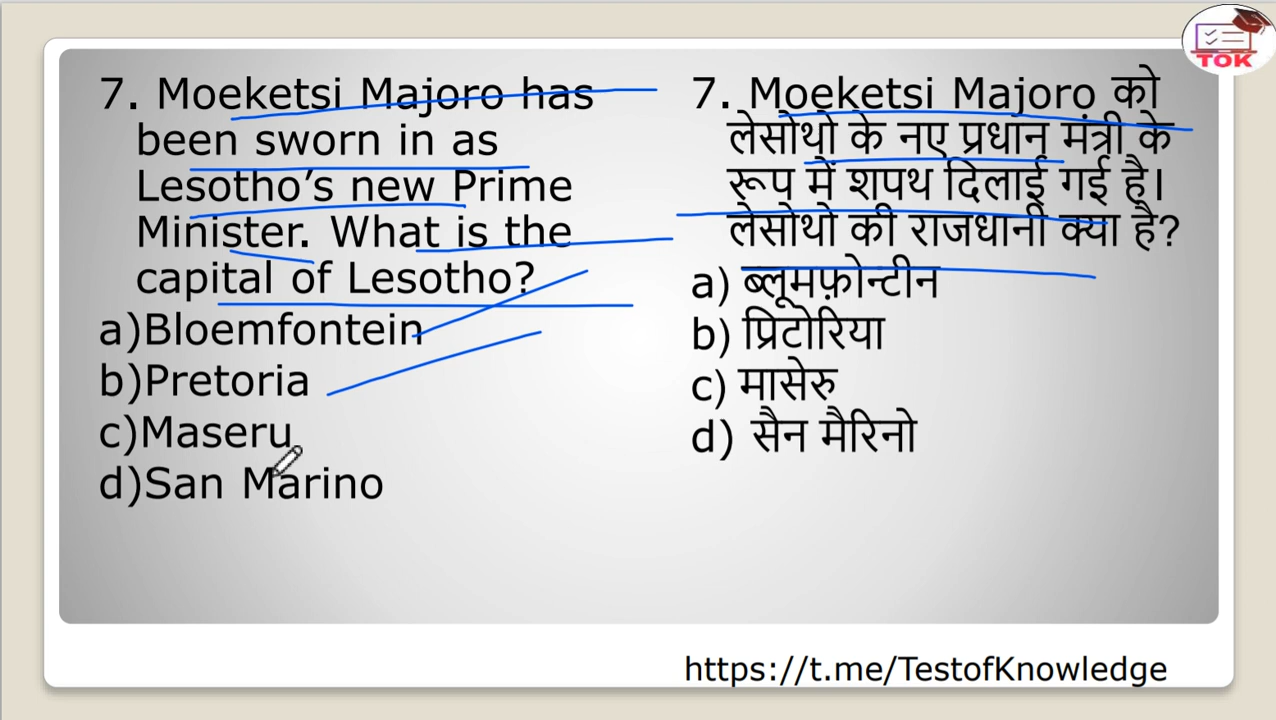 TOK
7. Moeketsi Majoro has
been sworn in as
Lesotho’s new Prime
Minister. What is the
capital of Lesotho?
a)Bloemfontein
b)Pretoria
c)Maseru
d)San Marino
7. Moeketsi Majoro को
लेसोथो के नए प्रधान मंत्री के
रूप में शपथ दिलाई गई है।
लेसोथो की राजधानी क्या है?
a) ब्लूमफ़ोन्टीन
b) प्रिटोरिया
c) मासेरु
d) सैन मैरिनो
https://t.me/TestofKnowledge